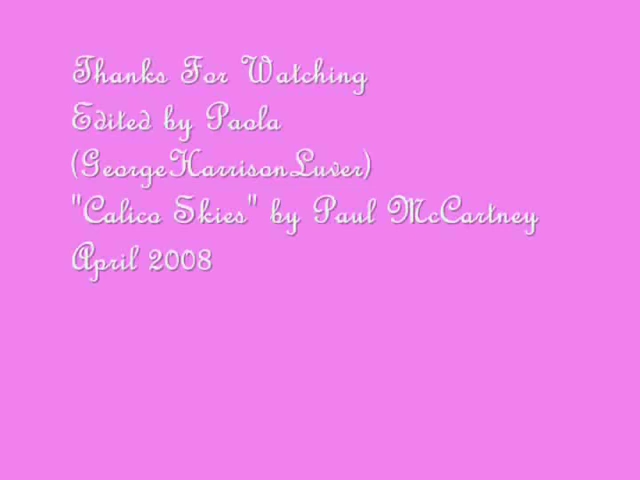 Thanks For Watching
Edited by Paola
(GeorgeHarrisonLuver)
"Calico Skies" by Paul McCartney
April 2008